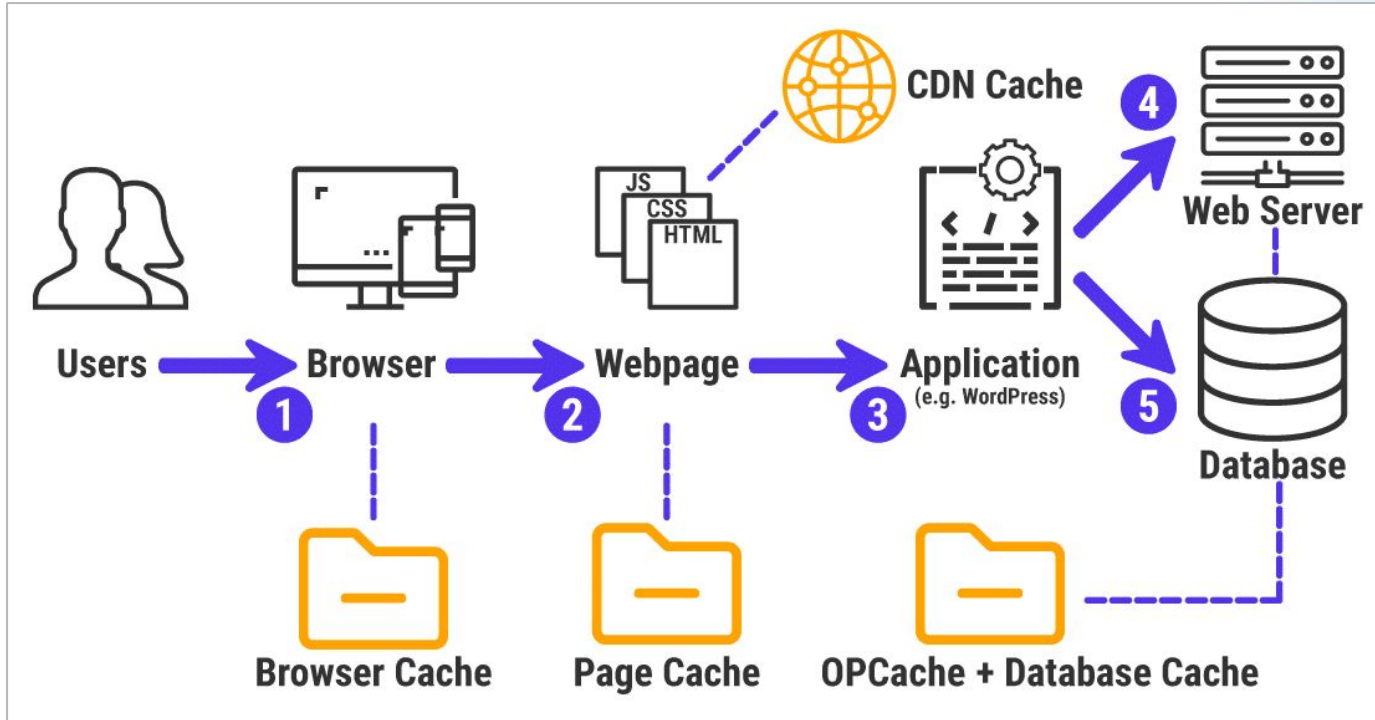 CDN Cache
4
JS
CSS
HTML
Web Server
Users
Browser
Webpage
Application
(e.g. WordPress)
1
2
3
5
Database
Browser Cache
Page Cache
OPCache + Database Cache